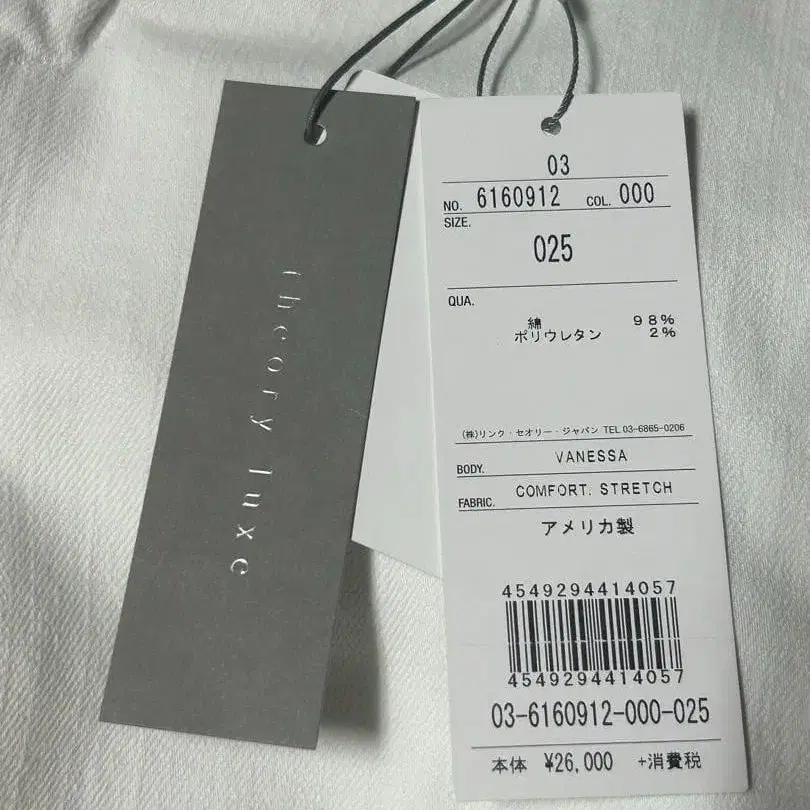 theory luxe
03
NO. 6160912 COL. 000
SIZE.
025
QUA.
綿 98%
ポリウレタン 2%
(株)リンク・セオリー・ジャパン TEL 03-6865-0206
BODY. VANESSA
FABRIC. COMFORT. STRETCH
アメリカ製
4549294414057
4549294414057
03-6160912-000-025
本体 ¥26,000 +消費税